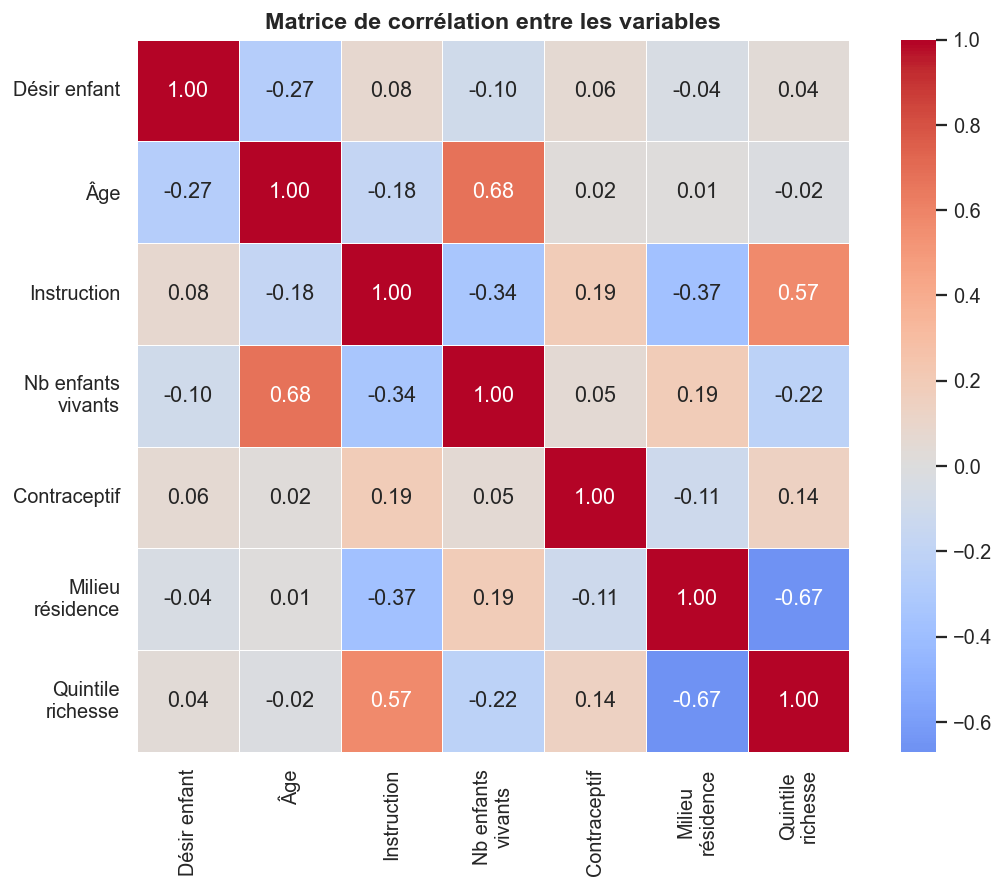 Matrice de corrélation entre les variables
Désir enfant 1.00 -0.27 0.08 -0.10 0.06 -0.04 0.04
Âge -0.27 1.00 -0.18 0.68 0.02 0.01 -0.02
Instruction 0.08 -0.18 1.00 -0.34 0.19 -0.37 0.57
Nb enfants
vivants -0.10 0.68 -0.34 1.00 0.05 0.19 -0.22
Contraceptif 0.06 0.02 0.19 0.05 1.00 -0.11 0.14
Milieu
résidence -0.04 0.01 -0.37 0.19 -0.11 1.00 -0.67
Quintile
richesse 0.04 -0.02 0.57 -0.22 0.14 -0.67 1.00
Désir enfant
Âge
Instruction
Nb enfants
vivants
Contraceptif
Milieu
résidence
Quintile
richesse
1.0
0.8
0.6
0.4
0.2
0.0
−0.2
−0.4
−0.6